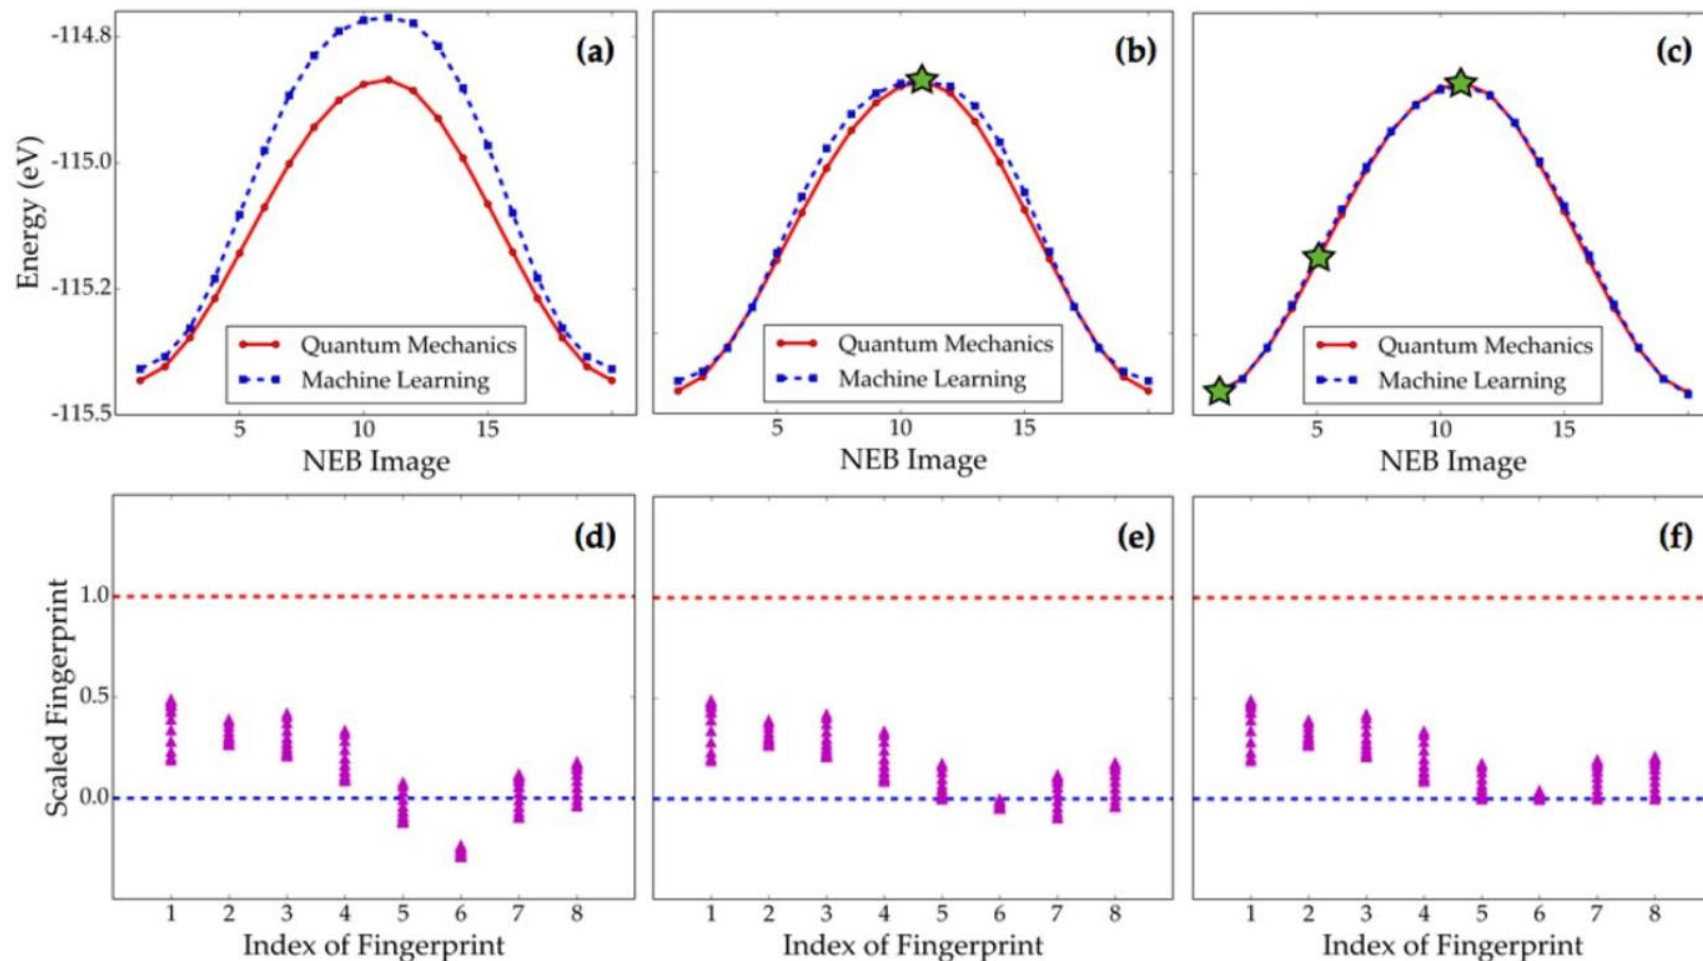 (a)
-114.8
-115.0
-115.2
-115.5
Energy (eV)
Quantum Mechanics
Machine Learning
5 10 15
NEB Image
(b)
Quantum Mechanics
Machine Learning
5 10 15
NEB Image
(c)
Quantum Mechanics
Machine Learning
5 10 15
NEB Image
(d)
1.0
0.5
0.0
Scaled Fingerprint
1 2 3 4 5 6 7 8
Index of Fingerprint
(e)
1 2 3 4 5 6 7 8
Index of Fingerprint
(f)
1 2 3 4 5 6 7 8
Index of Fingerprint